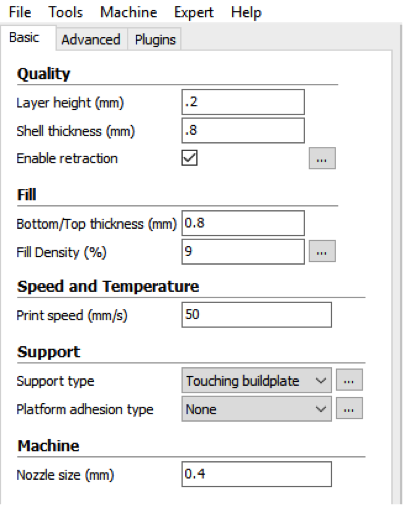 File Tools Machine Expert Help
Basic Advanced Plugins
Quality
Layer height (mm) .2
Shell thickness (mm) .8
Enable retraction ...
Fill
Bottom/Top thickness (mm) 0.8
Fill Density (%) 9 ...
Speed and Temperature
Print speed (mm/s) 50
Support
Support type Touching buildplate ...
Platform adhesion type None ...
Machine
Nozzle size (mm) 0.4